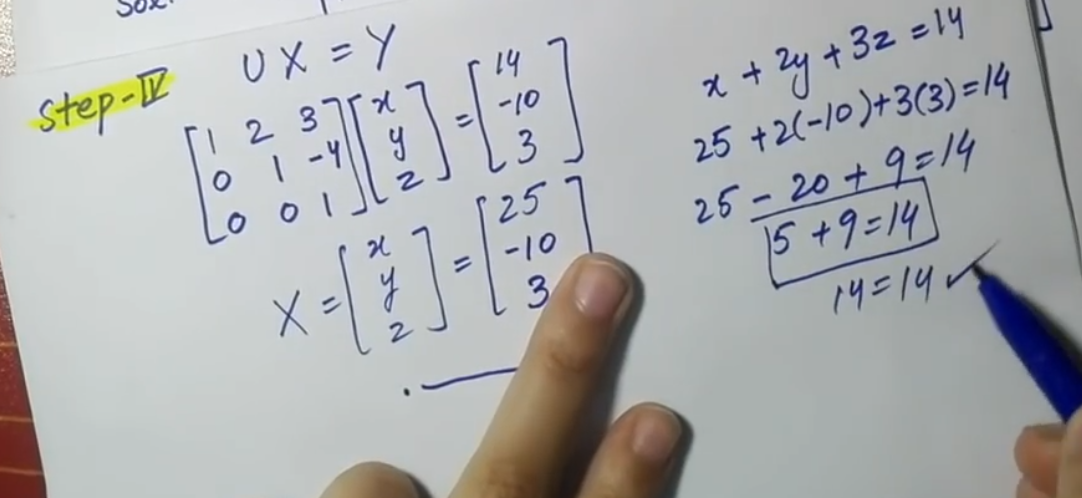 Sol.
Step-IV
UX = Y
[1 2 3; 0 1 -4; 0 0 1] [x; y; z] = [14; -10; 3]
X = [x; y; z] = [25; -10; 3]
x + 2y + 3z = 14
25 + 2(-10) + 3(3) = 14
25 - 20 + 9 = 14
5 + 9 = 14
14 = 14 ✓